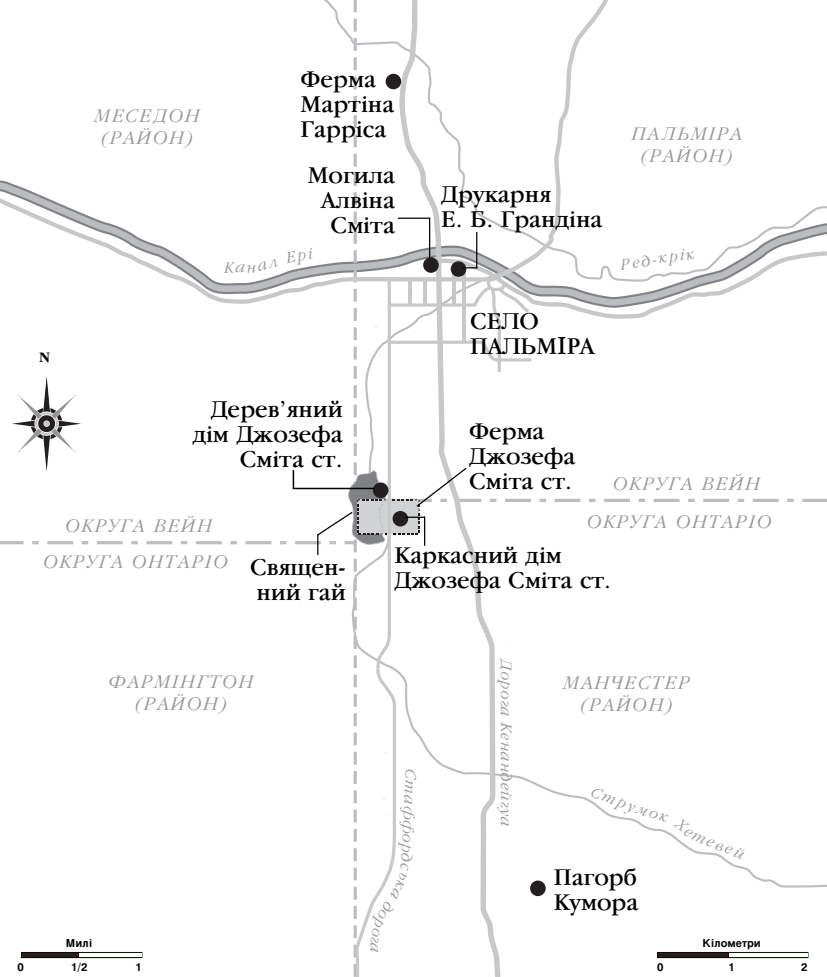 Ферма
Мартіна
Гарріса
МЕСЕДОН
(РАЙОН)
ПАЛЬМІРА
(РАЙОН)
Могила
Алвіна
Сміта
Друкарня
Е. Б. Грандіна
Канал Ері
Ред-крік
СЕЛО
ПАЛЬМІРА
N
Дерев’яний
дім Джозефа
Сміта ст.
Ферма
Джозефа
Сміта ст.
ОКРУГА ВЕЙН
ОКРУГА ОНТАРІО
ОКРУГА ВЕЙН
ОКРУГА ОНТАРІО
Священ-
ний гай
Каркасний дім
Джозефа Сміта ст.
ФАРМІНГТОН
(РАЙОН)
МАНЧЕСТЕР
(РАЙОН)
Дорога Кенандейгуа
Стаффордська дорога
Струмок Хетевей
Пагорб
Кумора
Милі
0 1/2 1
Кілометри
0 1 2